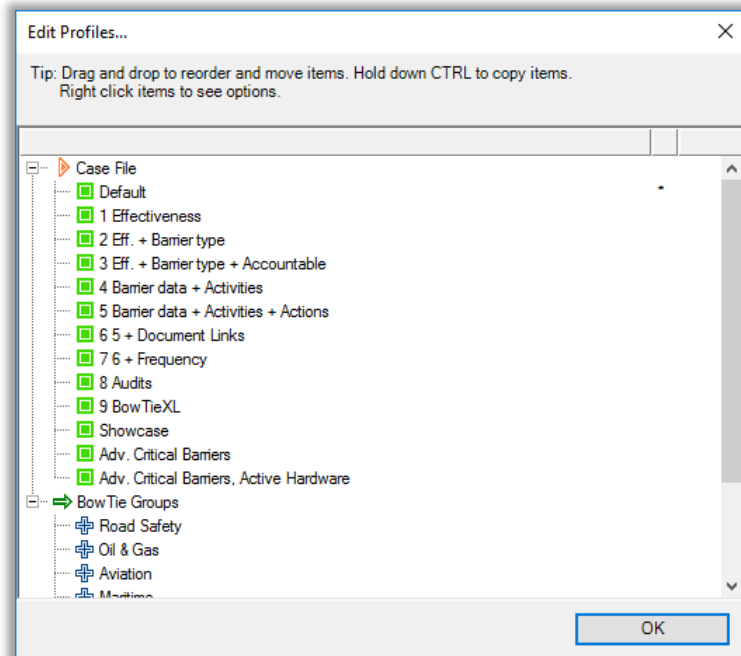 Edit Profiles...
Tip: Drag and drop to reorder and move items. Hold down CTRL to copy items.
Right click items to see options.
Case File
Default
1 Effectiveness
2 Eff. + Barrier type
3 Eff. + Barrier type + Accountable
4 Barrier data + Activities
5 Barrier data + Activities + Actions
6 5 + Document Links
7 6 + Frequency
8 Audits
9 BowTieXL
Showcase
Adv. Critical Barriers
Adv. Critical Barriers, Active Hardware
BowTie Groups
Road Safety
Oil & Gas
Aviation
Maritime
OK